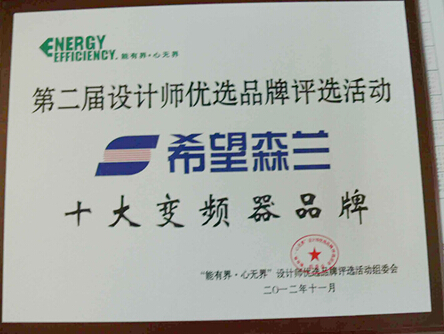 ENERGY
EFFICIENCY. 能有界·心无界
第二届设计师优选品牌评选活动
希望森兰
十大变频器品牌
“能有界·心无界”设计师优选品牌评选活动组委会
二〇一二年十一月